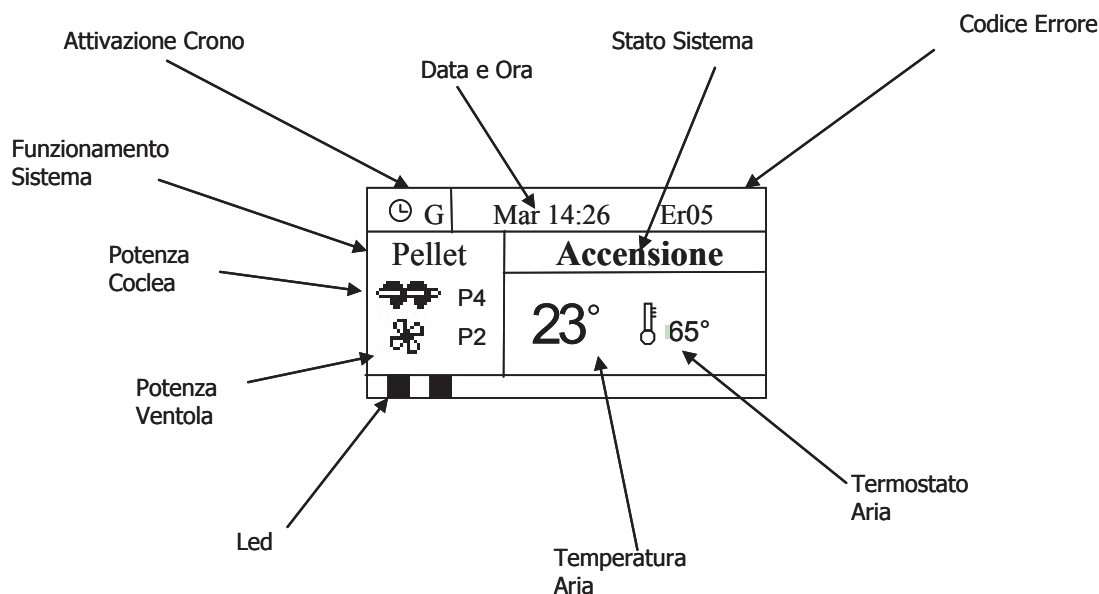 Attivazione Crono
Data e Ora
Stato Sistema
Codice Errore
Funzionamento
Sistema
G
Mar 14:26
Er05
Potenza
Coclea
Pellet
Accensione
P4
P2
23°
65°
Potenza
Ventola
Led
Temperatura
Aria
Termostato
Aria